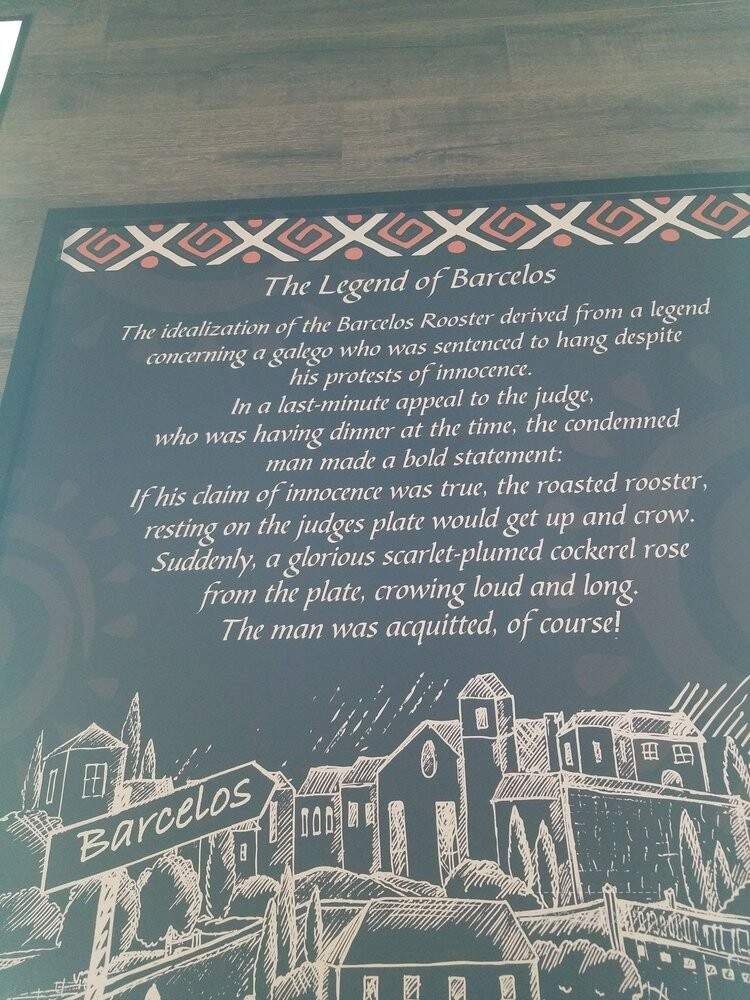 The Legend of Barcelos
The idealization of the Barcelos Rooster derived from a legend
concerning a galego who was sentenced to hang despite
his protests of innocence.
In a last-minute appeal to the judge,
who was having dinner at the time, the condemned
man made a bold statement:
If his claim of innocence was true, the roasted rooster,
resting on the judges plate would get up and crow.
Suddenly, a glorious scarlet-plumed cockerel rose
from the plate, crowing loud and long.
The man was acquitted, of course!
Barcelos